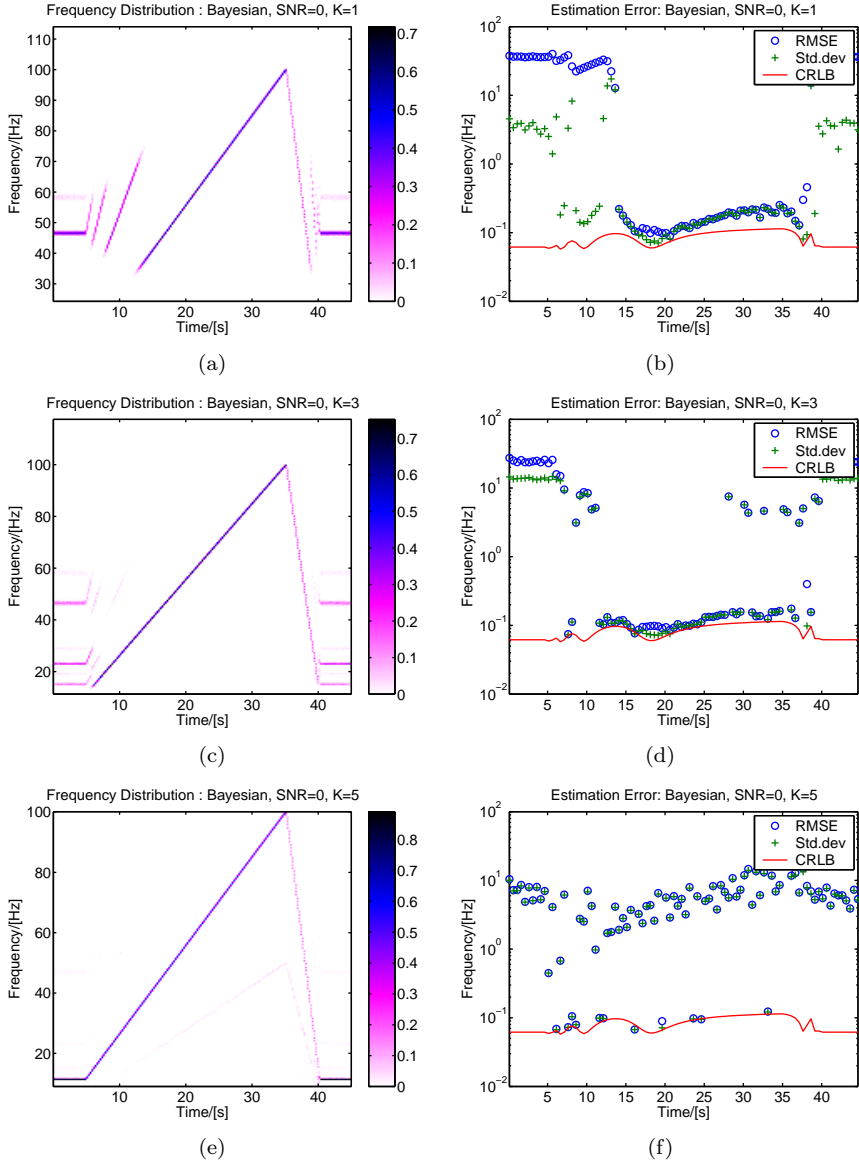 Frequency Distribution : Bayesian, SNR=0, K=1
Frequency/[Hz]
110
100
90
80
70
60
50
40
30
10
20
30
40
Time/[s]
0.7
0.6
0.5
0.4
0.3
0.2
0.1
0
(a)
Estimation Error: Bayesian, SNR=0, K=1
RMSE
Std.dev
CRLB
Frequency/[Hz]
10^2
10^1
10^0
10^−1
10^−2
5
10
15
20
25
30
35
40
Time/[s]
(b)
Frequency Distribution : Bayesian, SNR=0, K=3
Frequency/[Hz]
100
80
60
40
20
10
20
30
40
Time/[s]
0.7
0.6
0.5
0.4
0.3
0.2
0.1
0
(c)
Estimation Error: Bayesian, SNR=0, K=3
RMSE
Std.dev
CRLB
Frequency/[Hz]
10^2
10^1
10^0
10^−1
10^−2
5
10
15
20
25
30
35
40
Time/[s]
(d)
Frequency Distribution : Bayesian, SNR=0, K=5
Frequency/[Hz]
100
80
60
40
20
10
20
30
40
Time/[s]
0.8
0.7
0.6
0.5
0.4
0.3
0.2
0.1
0
(e)
Estimation Error: Bayesian, SNR=0, K=5
RMSE
Std.dev
CRLB
Frequency/[Hz]
10^2
10^1
10^0
10^−1
10^−2
5
10
15
20
25
30
35
40
Time/[s]
(f)